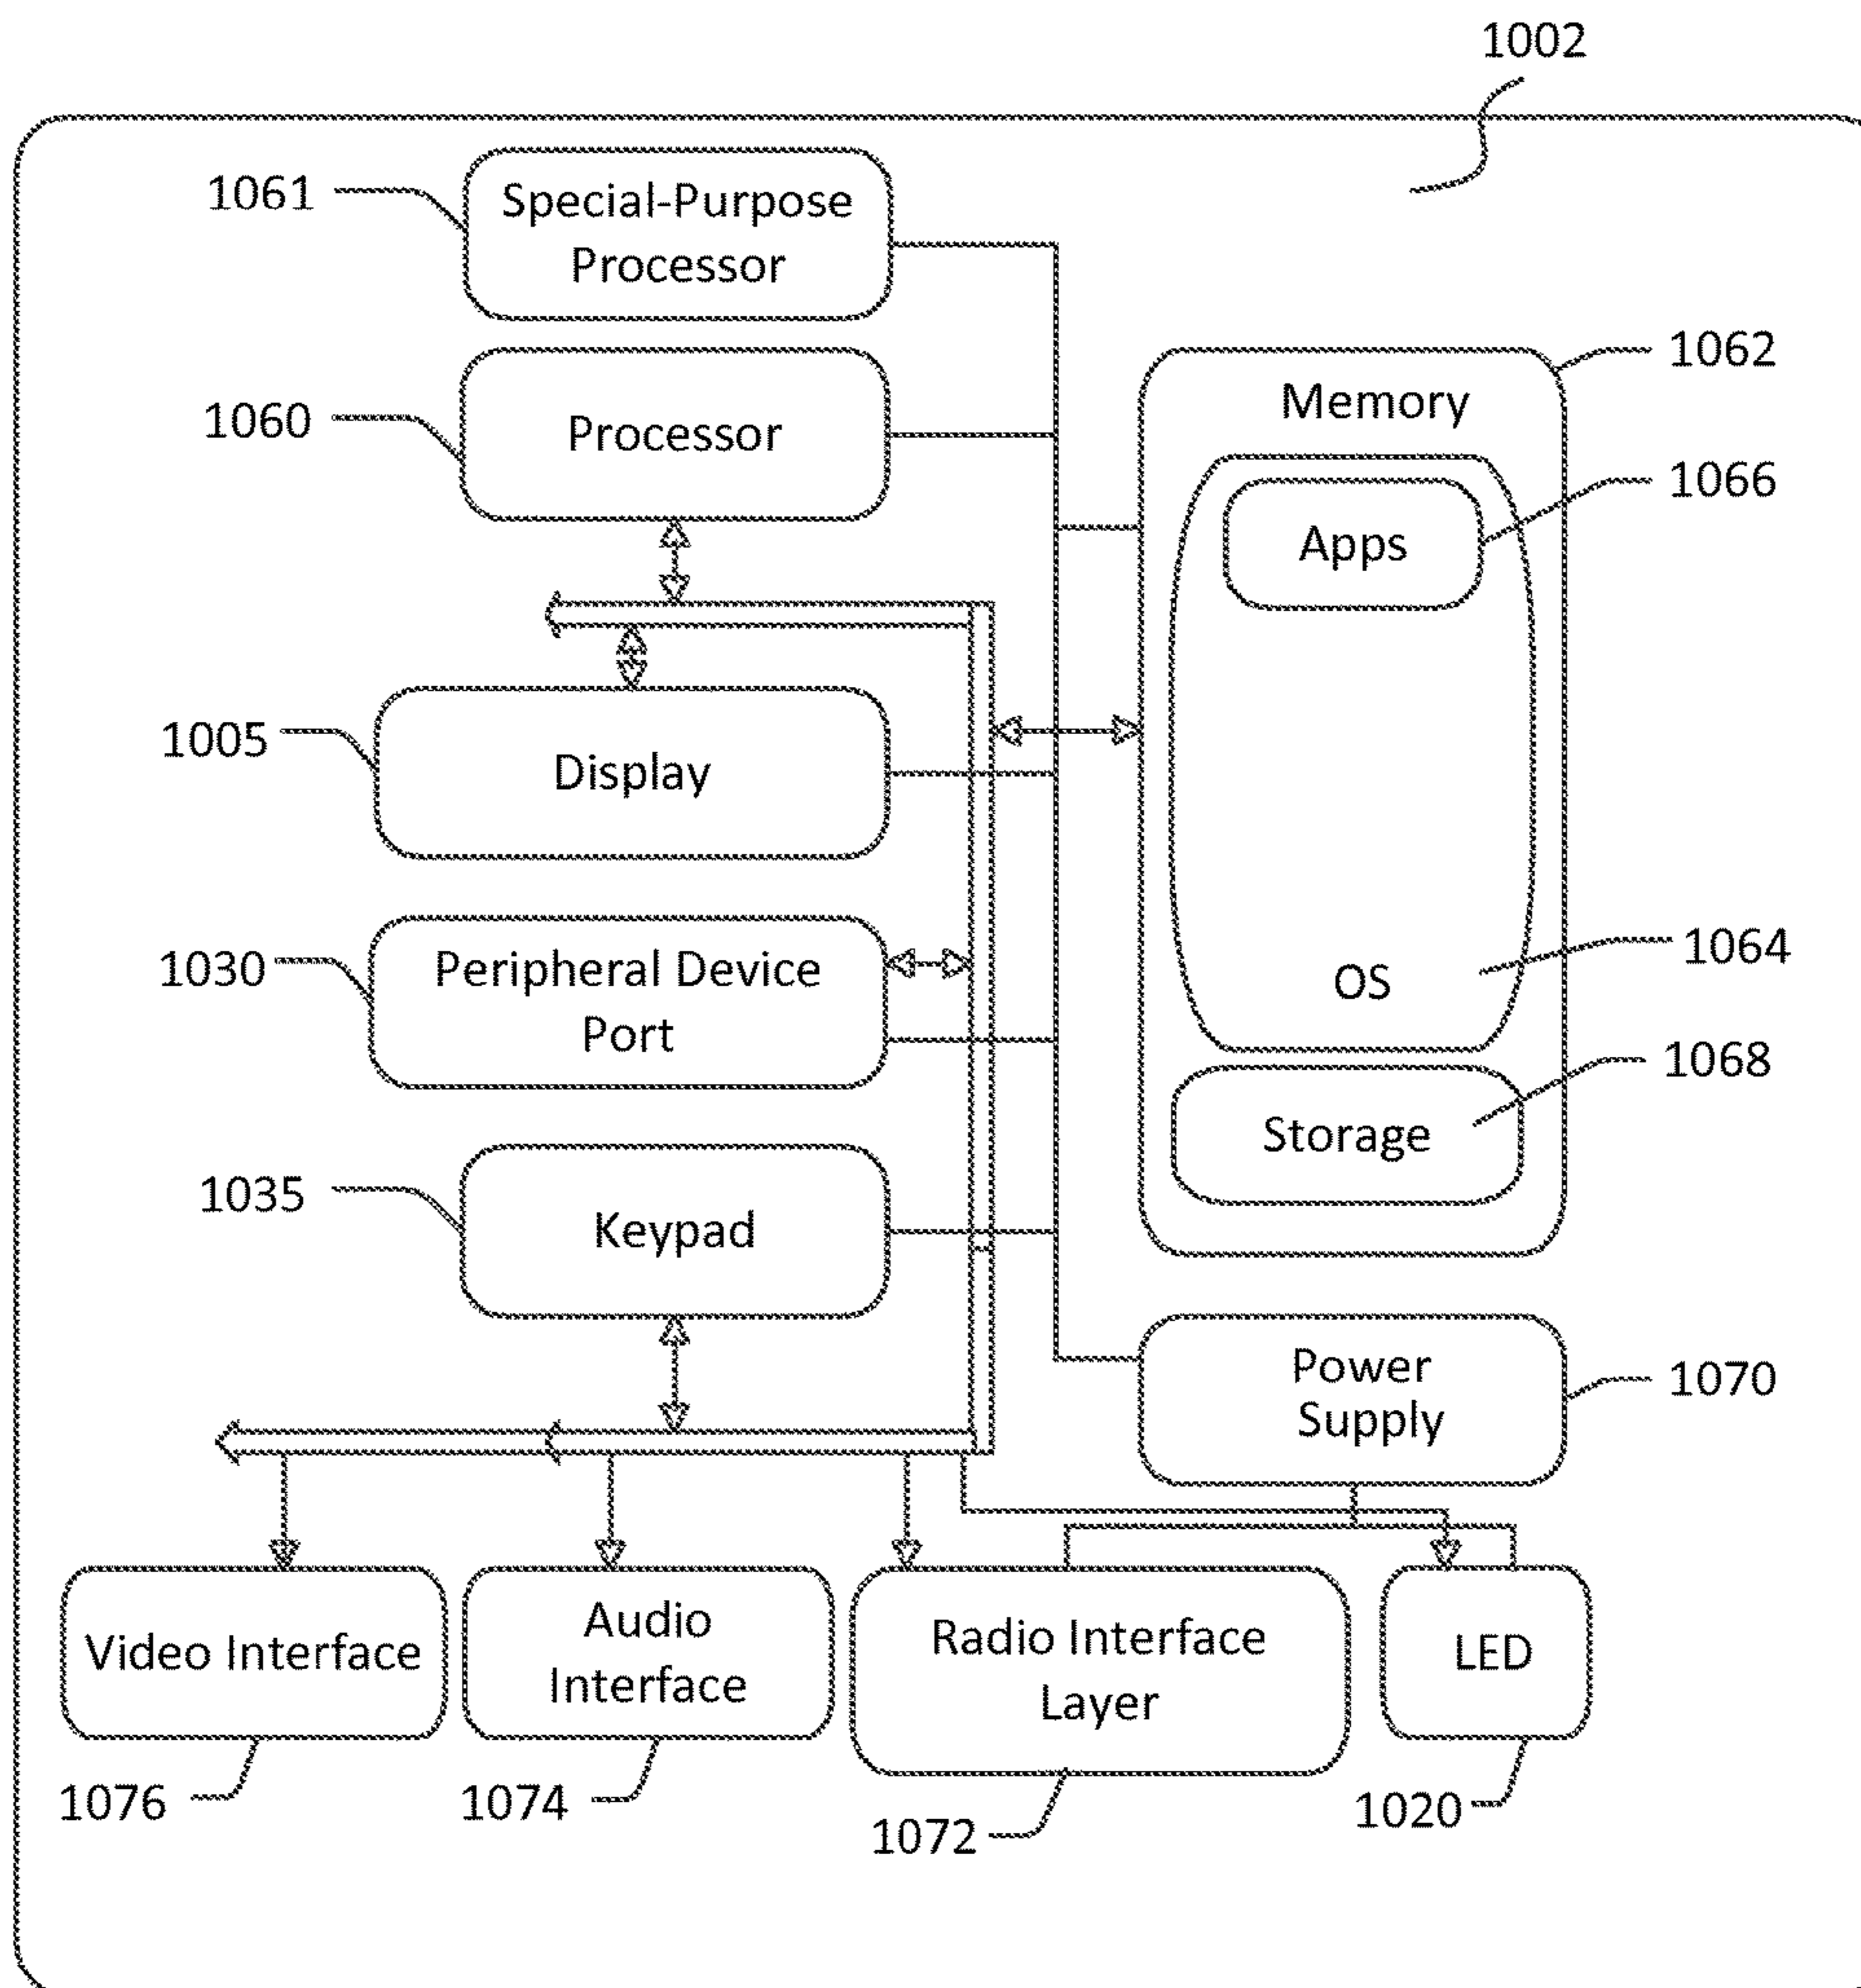 1002
1061
Special-Purpose
Processor
1062
Memory
1060
Processor
1066
Apps
1005
Display
1030
Peripheral Device
Port
1064
OS
1068
Storage
1035
Keypad
Power
Supply
1070
Video Interface
Audio
Interface
Radio Interface
Layer
LED
1076
1074
1072
1020